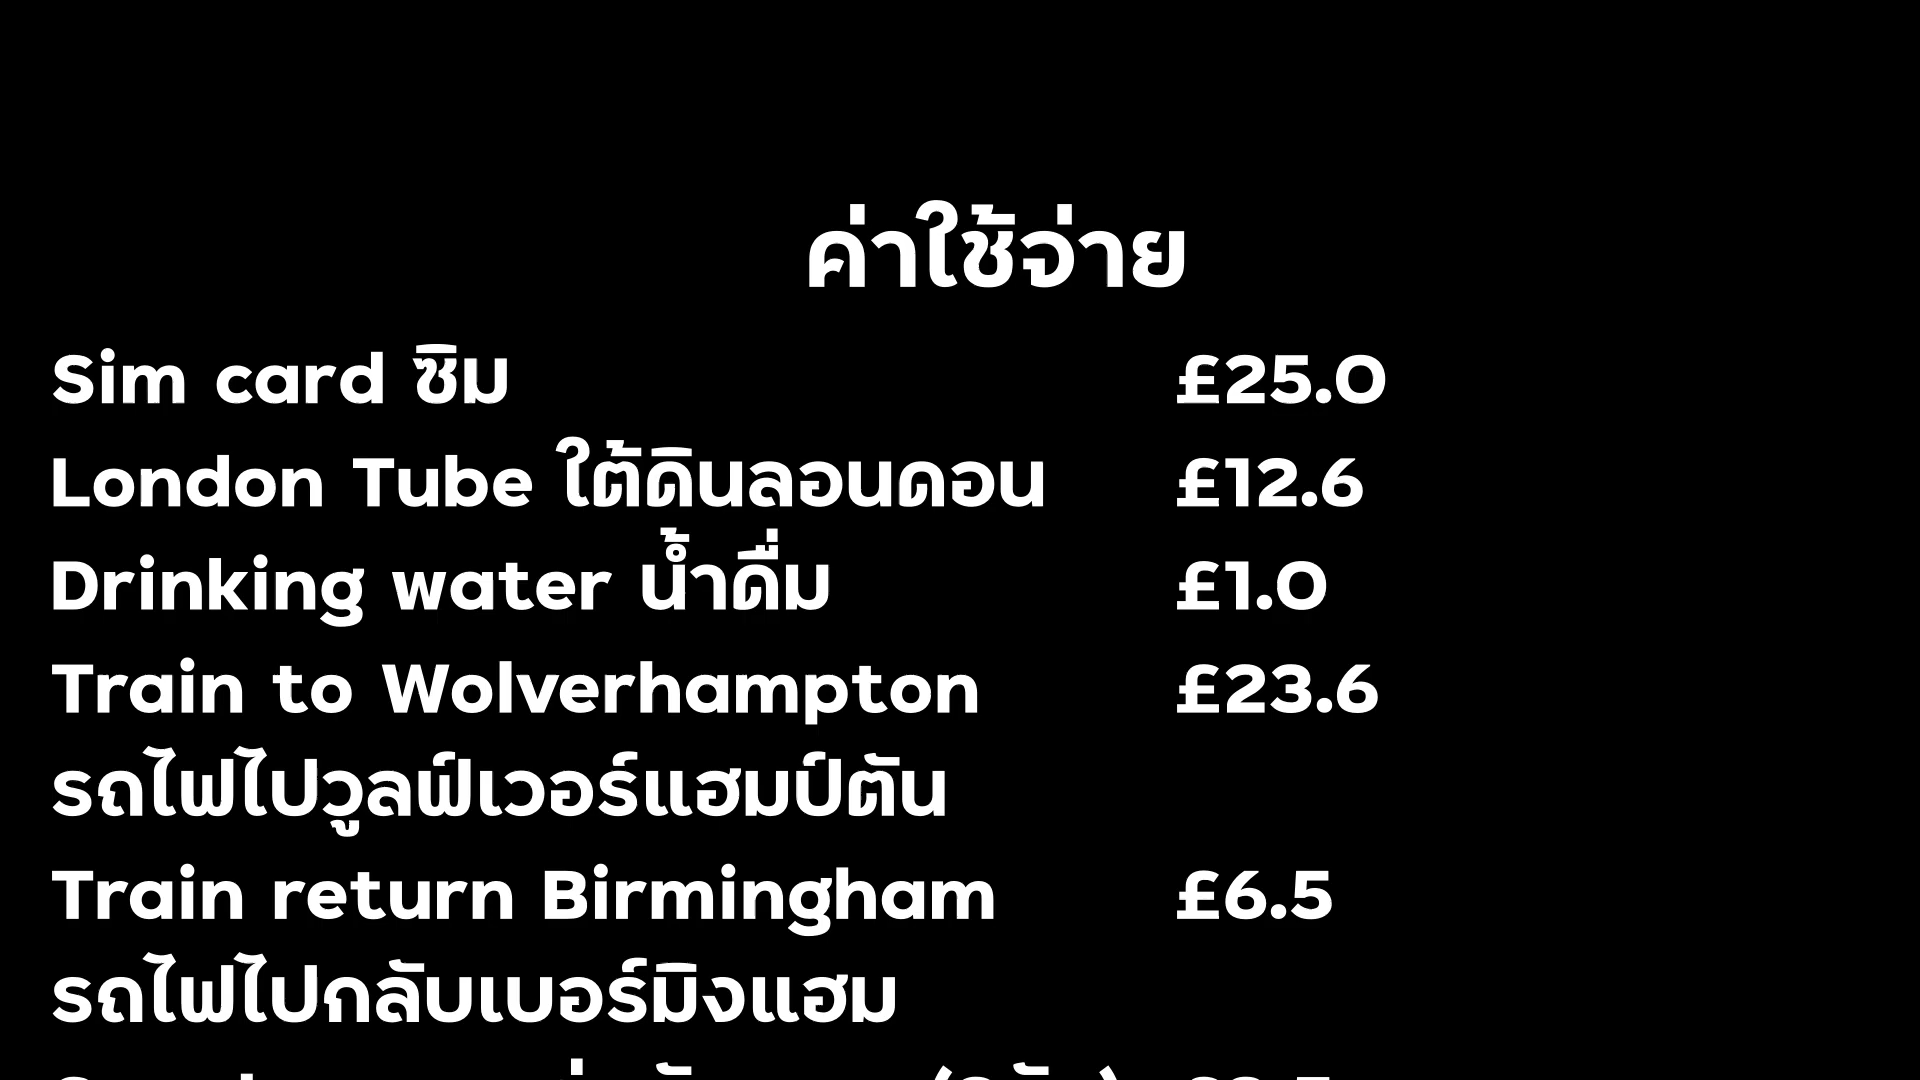 ค่าใช้จ่าย
Sim card ซิม £25.0
London Tube ใต้ดินลอนดอน £12.6
Drinking water น้ำดื่ม £1.0
Train to Wolverhampton £23.6
รถไฟไปวูลฟ์เวอร์แฮมป์ตัน
Train return Birmingham £6.5
รถไฟไปกลับเบอร์มิงแฮม